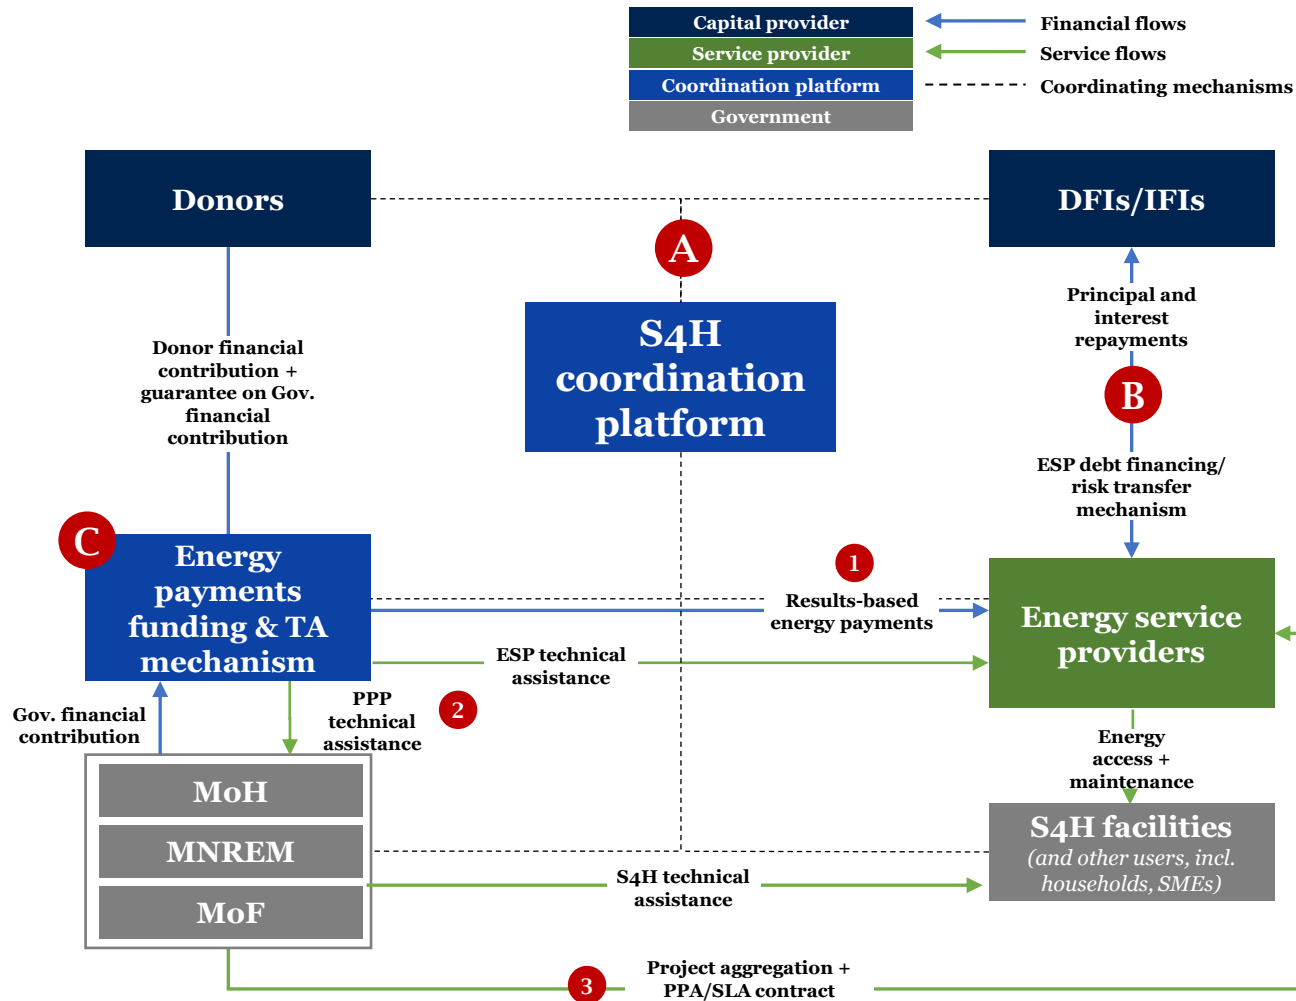 Capital provider
Service provider
Coordination platform
Government
Financial flows
Service flows
Coordinating mechanisms
Donors
DFIs/IFIs
A
S4H
coordination
platform
Principal and
interest
repayments
B
ESP debt financing/
risk transfer
mechanism
Donor financial
contribution +
guarantee on Gov.
financial
contribution
C
Energy
payments
funding & TA
mechanism
1
Results-based
energy payments
ESP technical
assistance
Energy service
providers
Gov. financial
contribution
PPP
technical
assistance
2
Energy
access +
maintenance
MoH
MNREM
MoF
S4H facilities
(and other users, incl.
households, SMEs)
S4H technical
assistance
3
Project aggregation +
PPA/SLA contract